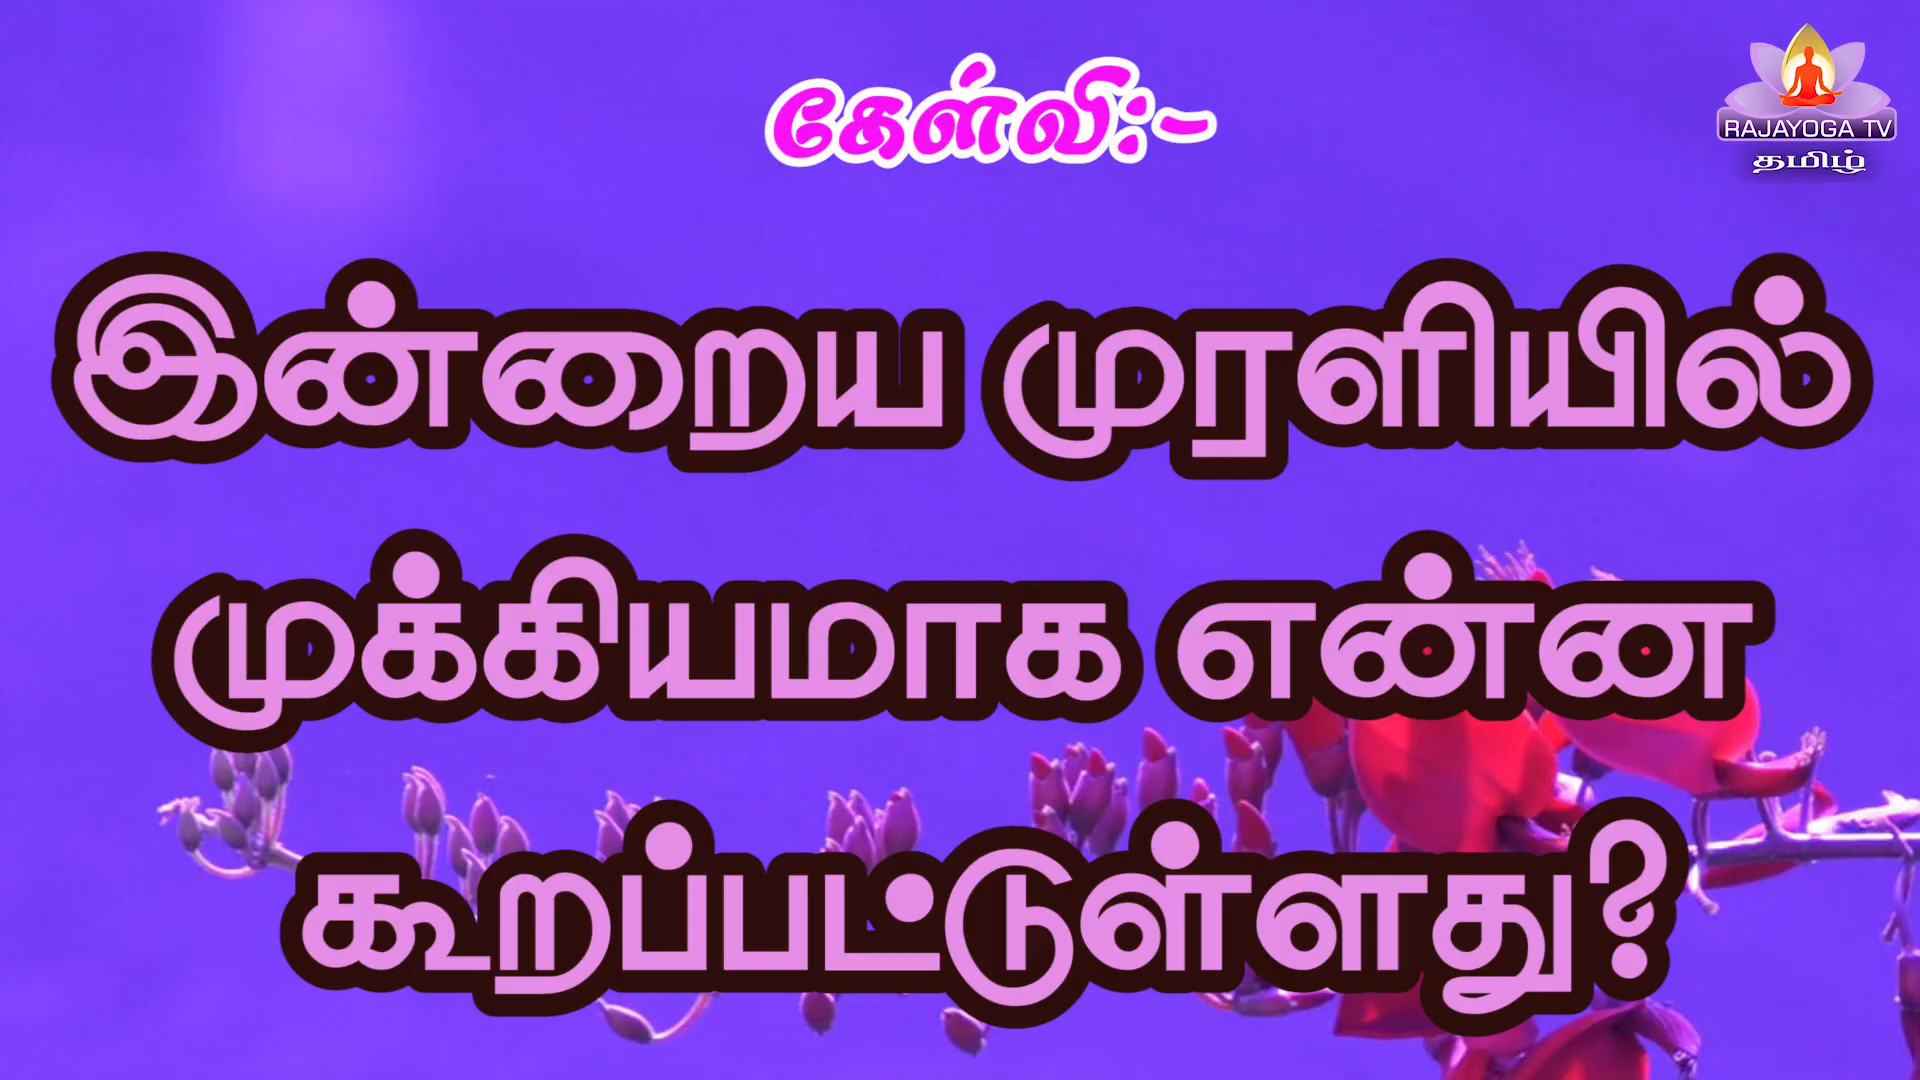 கேள்வி:-
RAJAYOGA TV
தமிழ்
இன்றைய முரளியில்
முக்கியமாக என்ன
கூறப்பட்டுள்ளது?